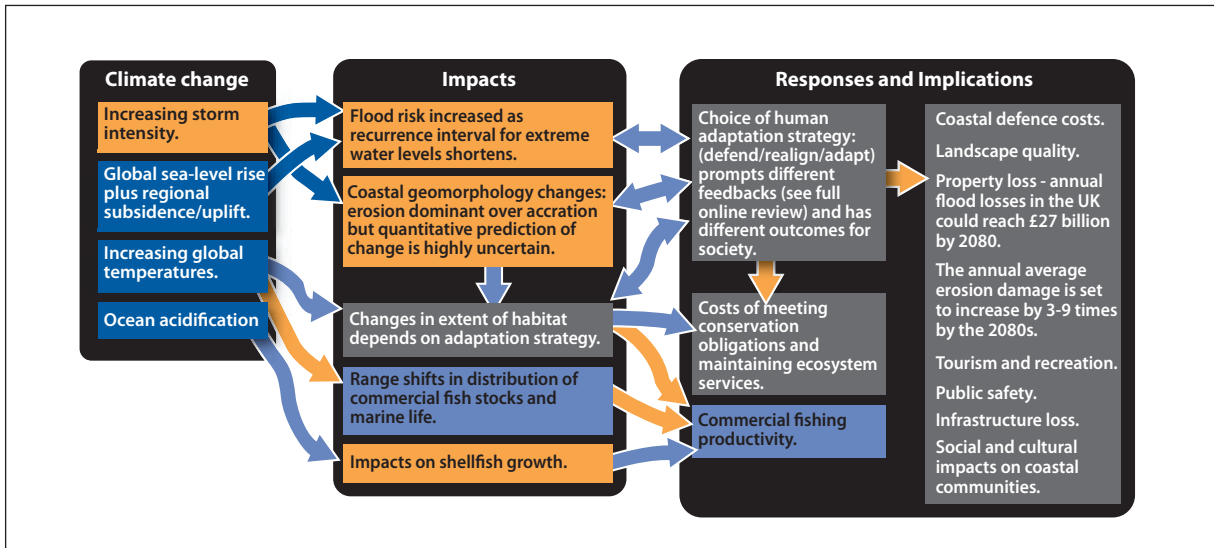 Climate change
Increasing storm
intensity.
Global sea-level rise
plus regional
subsidence/uplift.
Increasing global
temperatures.
Ocean acidification
Impacts
Flood risk increased as
recurrence interval for extreme
water levels shortens.
Coastal geomorphology changes:
erosion dominant over accration
but quantitative prediction of
change is highly uncertain.
Changes in extent of habitat
depends on adaptation strategy.
Range shifts in distribution of
commercial fish stocks and
marine life.
Impacts on shellfish growth.
Responses and Implications
Choice of human
adaptation strategy:
(defend/realign/adapt)
prompts different
feedbacks (see full
online review) and has
different outcomes for
society.
Costs of meeting
conservation
obligations and
maintaining ecosystem
services.
Commercial fishing
productivity.
Coastal defence costs.
Landscape quality.
Property loss - annual
flood losses in the UK
could reach £27 billion
by 2080.
The annual average
erosion damage is set
to increase by 3-9 times
by the 2080s.
Tourism and recreation.
Public safety.
Infrastructure loss.
Social and cultural
impacts on coastal
communities.